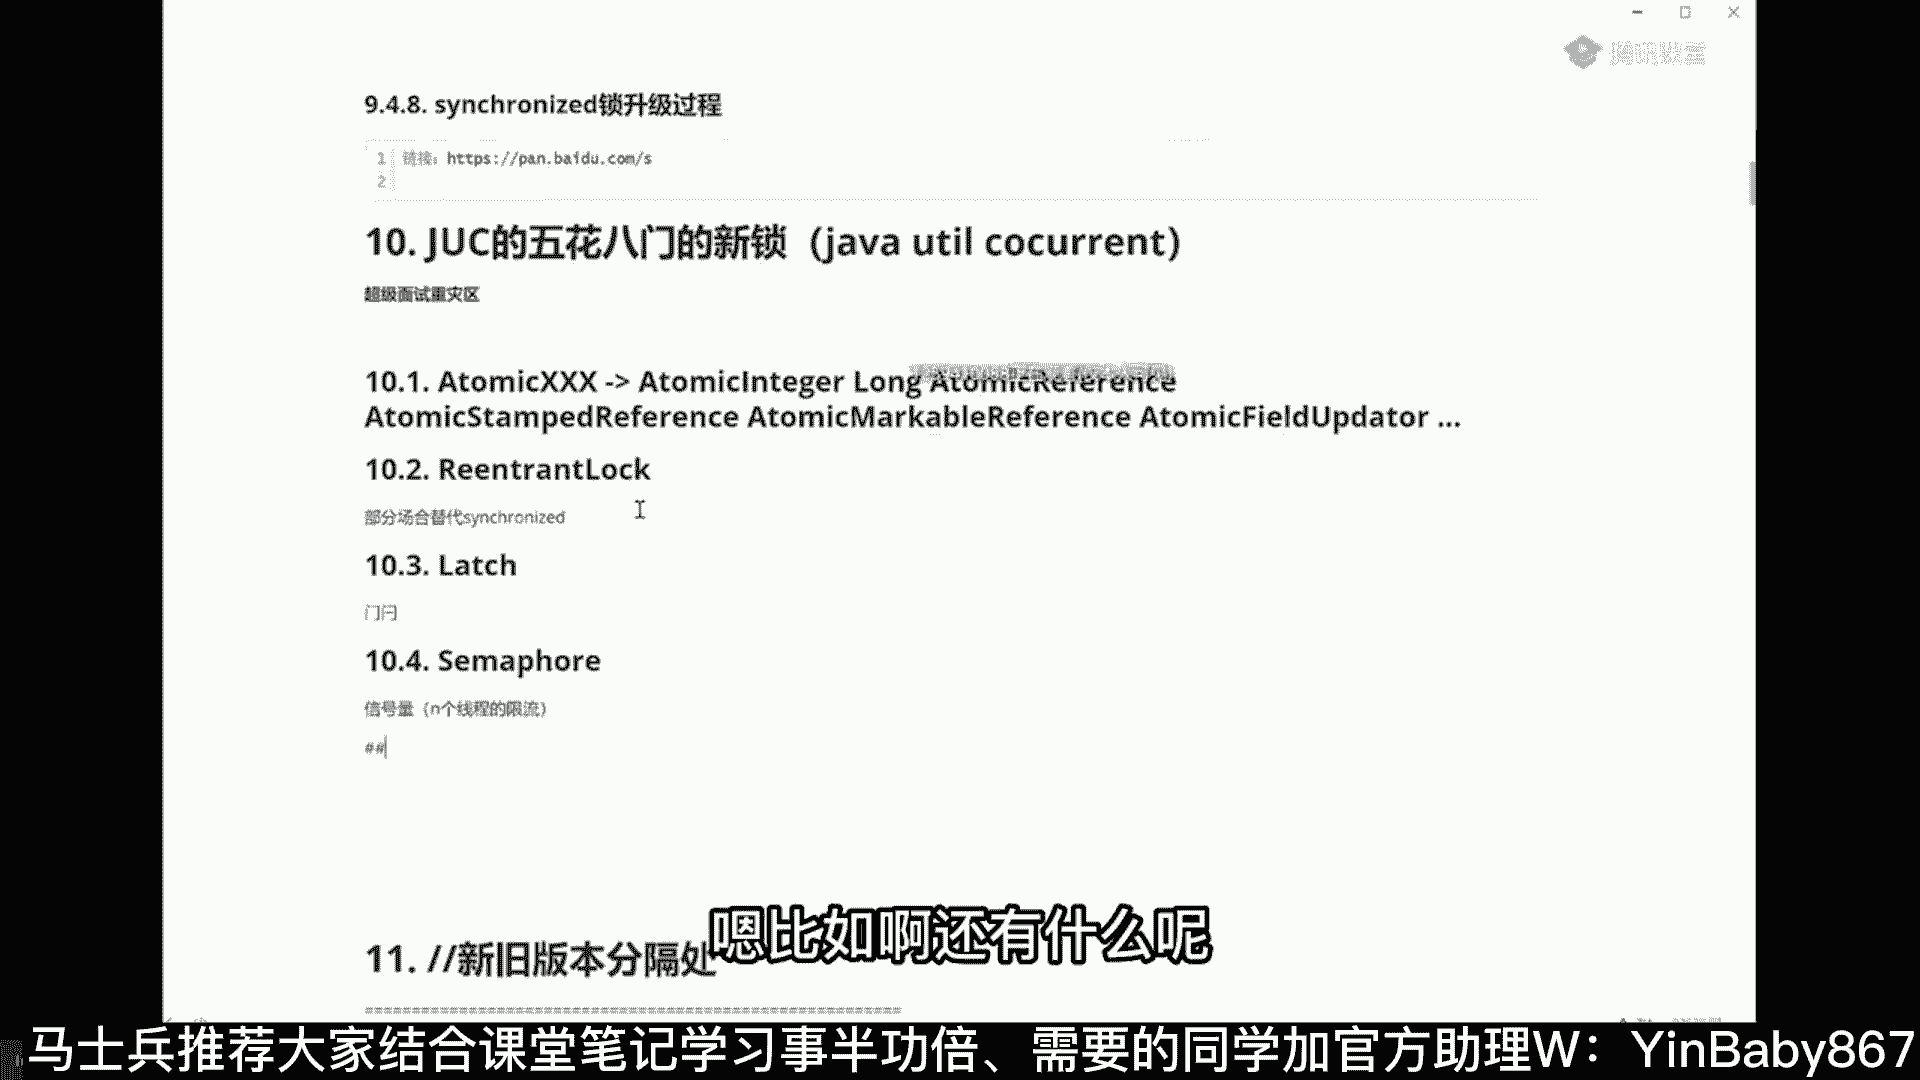 腾讯课堂
9.4.8. synchronized锁升级过程
1 链接：https://pan.baidu.com/s
2
10. JUC的五花八门的新锁（java util cocurrent）
超级面试重灾区
10.1. AtomicXXX -> AtomicInteger Long AtomicReference
AtomicStampedReference AtomicMarkableReference AtomicFieldUpdator ...
10.2. ReentrantLock
部分场合替代synchronized
10.3. Latch
门闩
10.4. Semaphore
信号量（n个线程的限流）
##
嗯比如啊还有什么呢
11. //新旧版本分隔处
马士兵推荐大家结合课堂笔记学习事半功倍、需要的同学加官方助理W：YinBaby867